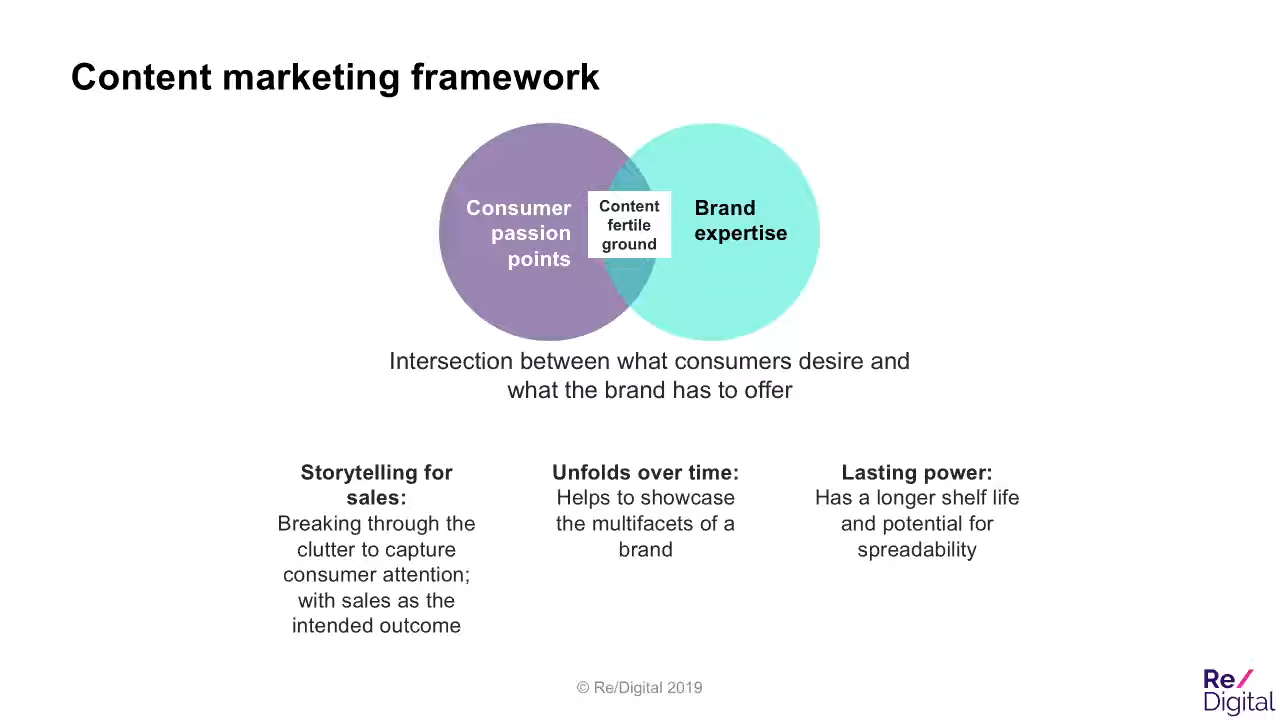 Content marketing framework
Consumer
passion
points
Content
fertile
ground
Brand
expertise
Intersection between what consumers desire and
what the brand has to offer
Storytelling for
sales:
Breaking through the
clutter to capture
consumer attention;
with sales as the
intended outcome
Unfolds over time:
Helps to showcase
the multifacets of a
brand
Lasting power:
Has a longer shelf life
and potential for
spreadability
© Re/Digital 2019
Re/
Digital